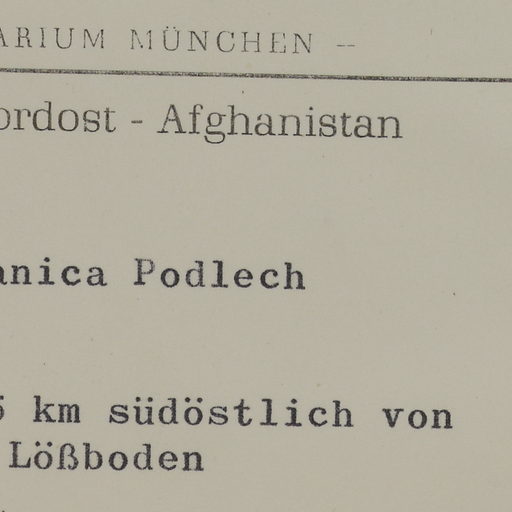 ARIUM MÜNCHEN –
ordost - Afghanistan
anica Podlech
5 km südöstlich von
Lößboden